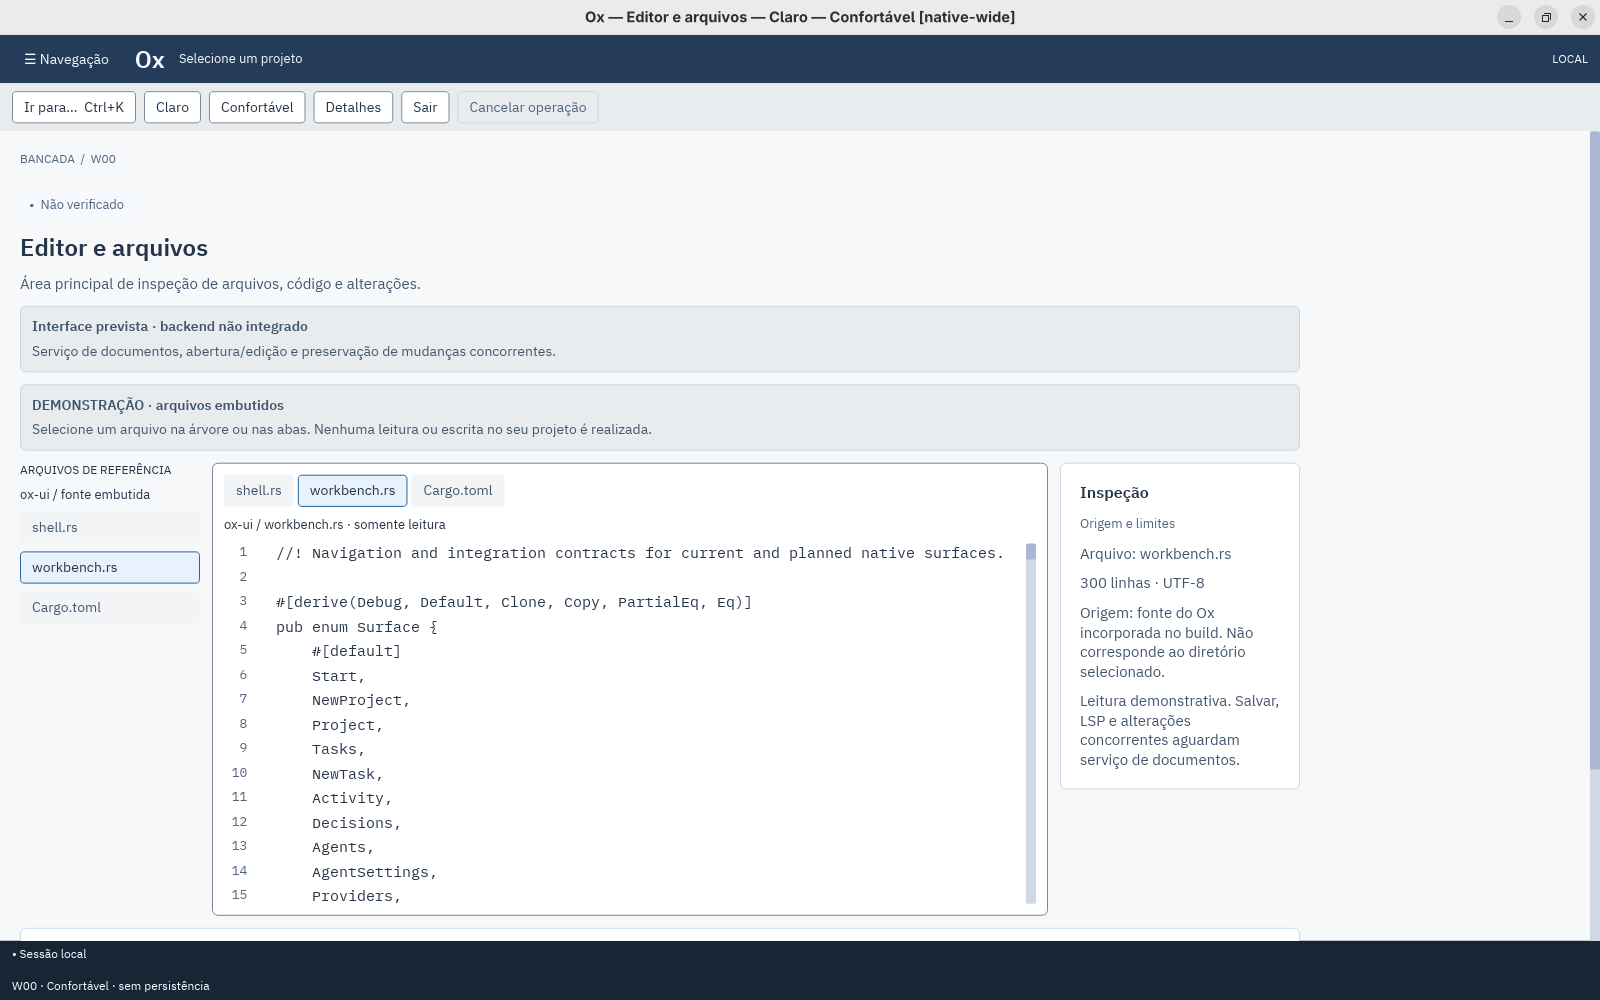 Ox — Editor e arquivos — Claro — Confortável [native-wide]
☰ Navegação Ox Selecione um projeto LOCAL
Ir para... Ctrl+K Claro Confortável Detalhes Sair Cancelar operação
BANCADA / W00
• Não verificado
Editor e arquivos
Área principal de inspeção de arquivos, código e alterações.
Interface prevista · backend não integrado
Serviço de documentos, abertura/edição e preservação de mudanças concorrentes.
DEMONSTRAÇÃO · arquivos embutidos
Selecione um arquivo na árvore ou nas abas. Nenhuma leitura ou escrita no seu projeto é realizada.
ARQUIVOS DE REFERÊNCIA
ox-ui / fonte embutida
shell.rs
workbench.rs
Cargo.toml
shell.rs workbench.rs Cargo.toml
ox-ui / workbench.rs · somente leitura
1 //! Navigation and integration contracts for current and planned native surfaces.
2
3 #[derive(Debug, Default, Clone, Copy, PartialEq, Eq)]
4 pub enum Surface {
5 #[default]
6 Start,
7 NewProject,
8 Project,
9 Tasks,
10 NewTask,
11 Activity,
12 Decisions,
13 Agents,
14 AgentSettings,
15 Providers,
Inspeção
Origem e limites
Arquivo: workbench.rs
300 linhas · UTF-8
Origem: fonte do Ox
incorporada no build. Não
corresponde ao diretório
selecionado.
Leitura demonstrativa. Salvar,
LSP e alterações
concorrentes aguardam
serviço de documentos.
• Sessão local
W00 · Confortável · sem persistência